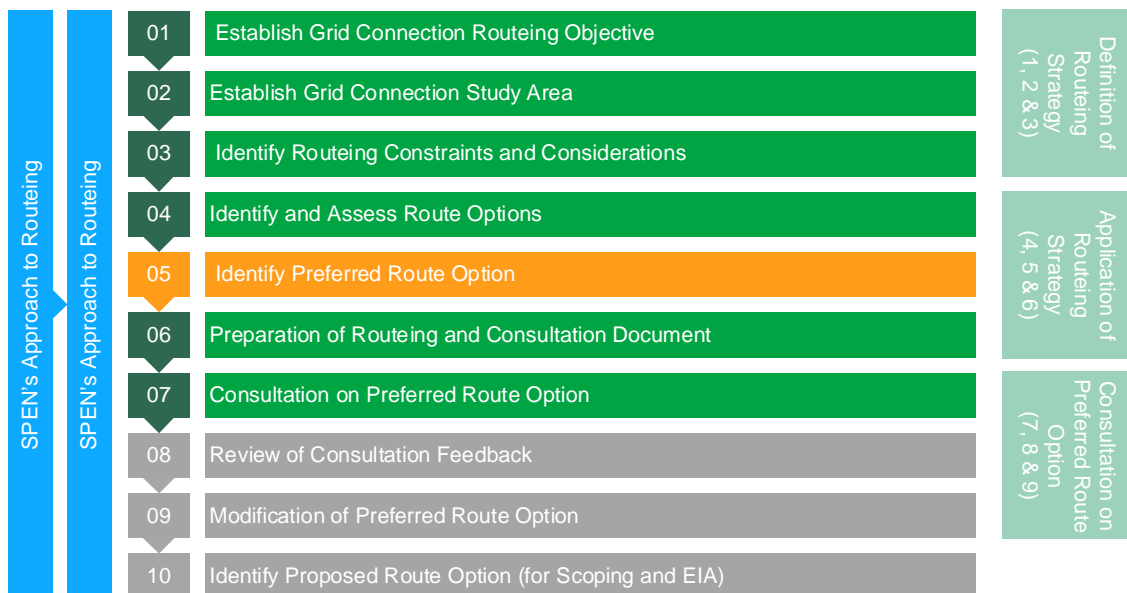 SPEN's Approach to Routeing
SPEN's Approach to Routeing
01
Establish Grid Connection Routeing Objective
02
Establish Grid Connection Study Area
03
Identify Routeing Constraints and Considerations
04
Identify and Assess Route Options
05
Identify Preferred Route Option
06
Preparation of Routeing and Consultation Document
07
Consultation on Preferred Route Option
08
Review of Consultation Feedback
09
Modification of Preferred Route Option
10
Identify Proposed Route Option (for Scoping and EIA)
Definition of
Routeing
Strategy
(1, 2 & 3)
Application of
Routeing
Strategy
(4, 5 & 6)
Consultation on
Preferred Route
Option
(7, 8 & 9)